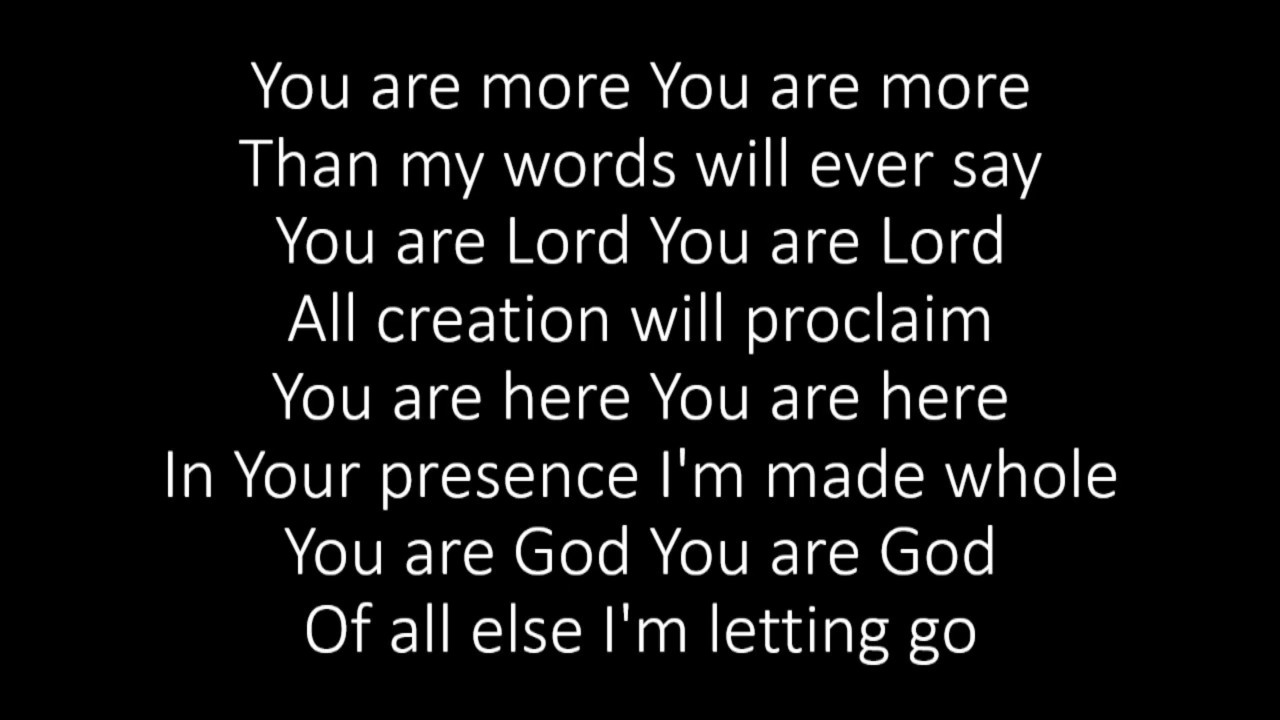 You are more You are more
Than my words will ever say
You are Lord You are Lord
All creation will proclaim
You are here You are here
In Your presence I'm made whole
You are God You are God
Of all else I'm letting go